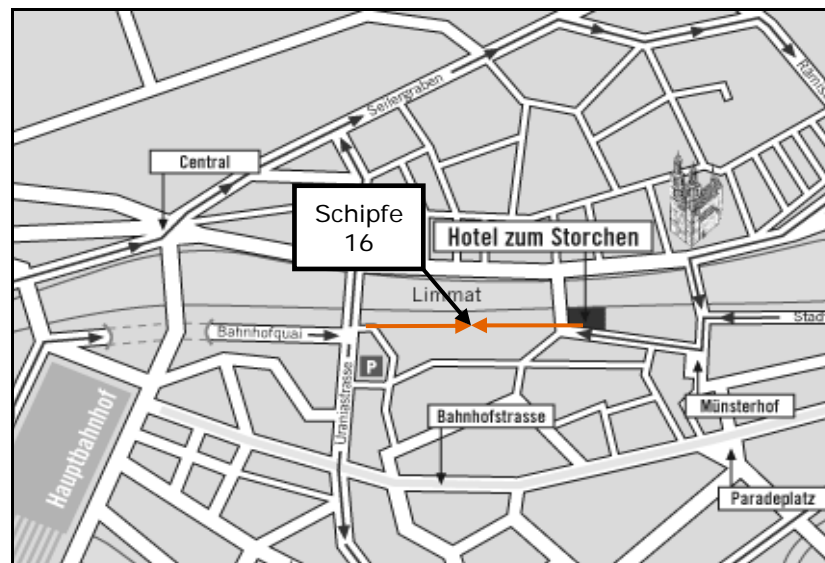 Seilergraben
Rämis
Central
Schipfe
16
Hotel zum Storchen
Limmat
Bahnhofquai
Stad
P
Uraniastrasse
Bahnhofstrasse
Münsterhof
Hauptbahnhof
Paradeplatz